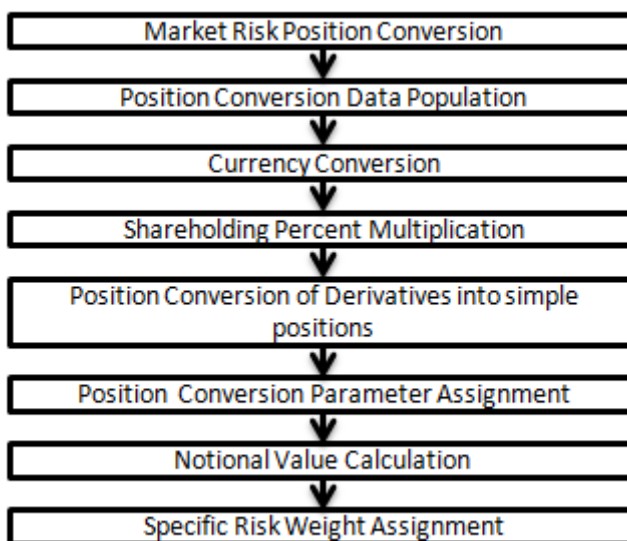 Market Risk Position Conversion
Position Conversion Data Population
Currency Conversion
Shareholding Percent Multiplication
Position Conversion of Derivatives into simple
positions
Position Conversion Parameter Assignment
Notional Value Calculation
Specific Risk Weight Assignment